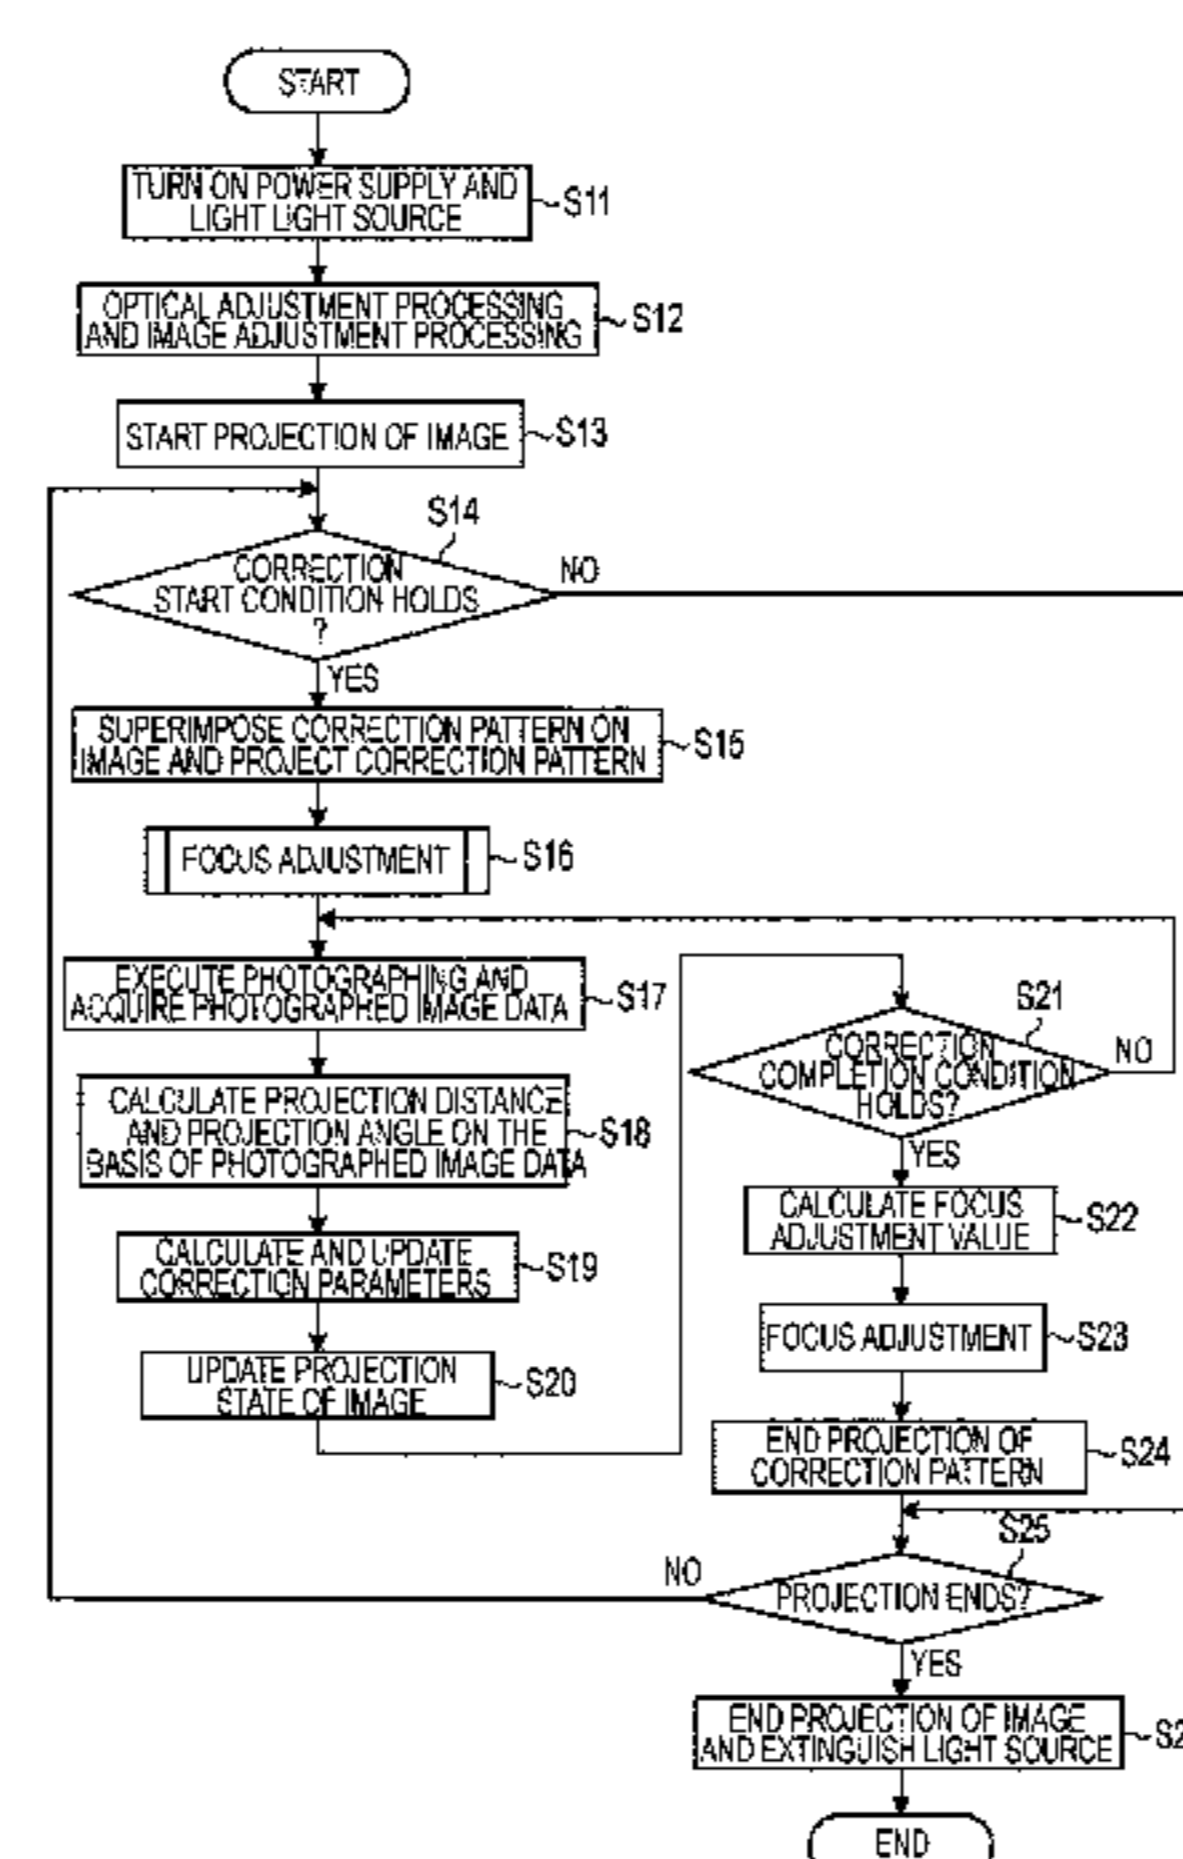 START
TURN ON POWER SUPPLY AND
LIGHT LIGHT SOURCE
S11
OPTICAL ADJUSTMENT PROCESSING
AND IMAGE ADJUSTMENT PROCESSING
S12
START PROJECTION OF IMAGE
S13
S14
CORRECTION
START CONDITION HOLDS
?
NO
YES
SUPERIMPOSE CORRECTION PATTERN ON
IMAGE AND PROJECT CORRECTION PATTERN
S15
FOCUS ADJUSTMENT
S16
EXECUTE PHOTOGRAPHING AND
ACQUIRE PHOTOGRAPHED IMAGE DATA
S17
CALCULATE PROJECTION DISTANCE
AND PROJECTION ANGLE ON THE
BASIS OF PHOTOGRAPHED IMAGE DATA
S18
CALCULATE AND UPDATE
CORRECTION PARAMETERS
S19
UPDATE PROJECTION
STATE OF IMAGE
S20
S21
CORRECTION
COMPLETION CONDITION
HOLDS?
NO
YES
CALCULATE FOCUS
ADJUSTMENT VALUE
S22
FOCUS ADJUSTMENT
S23
END PROJECTION OF
CORRECTION PATTERN
S24
S25
PROJECTION ENDS?
NO
YES
END PROJECTION OF IMAGE
AND EXTINGUISH LIGHT SOURCE
END